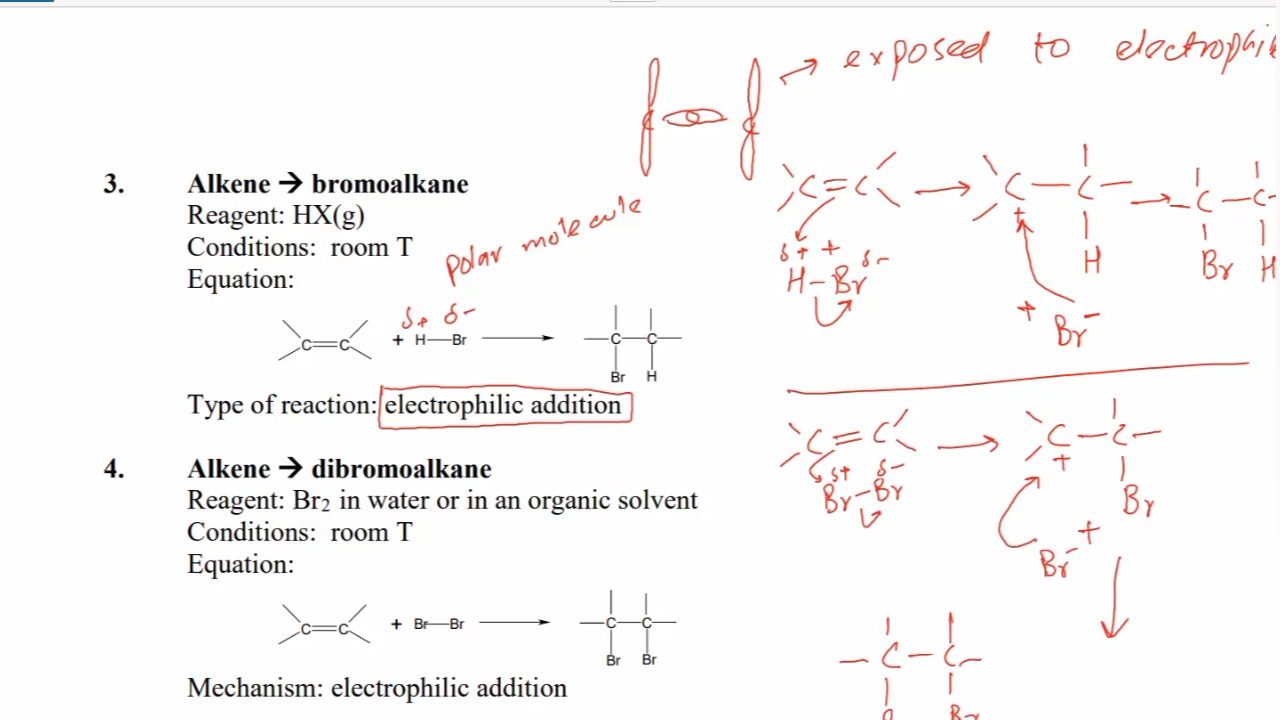 → exposed to
3. Alkene → bromoalkane
Reagent: HX(g)
Conditions: room T
polar molecule
Equation:
δ+ δ-
C C + H Br
C C
Br H
Type of reaction: electrophilic addition
4. Alkene → dibromoalkane
Reagent: Br₂ in water or in an organic solvent
Conditions: room T
Equation:
C C + Br Br
C C
Br Br
Mechanism: electrophilic addition
C=C → C–C → C–C
+
H
Br H
δ+ + δ-
H–Br
+ Br⁻
C=C → C–C
+
Br
δ+ δ-
Br–Br
+
Br⁻
C–C
Br